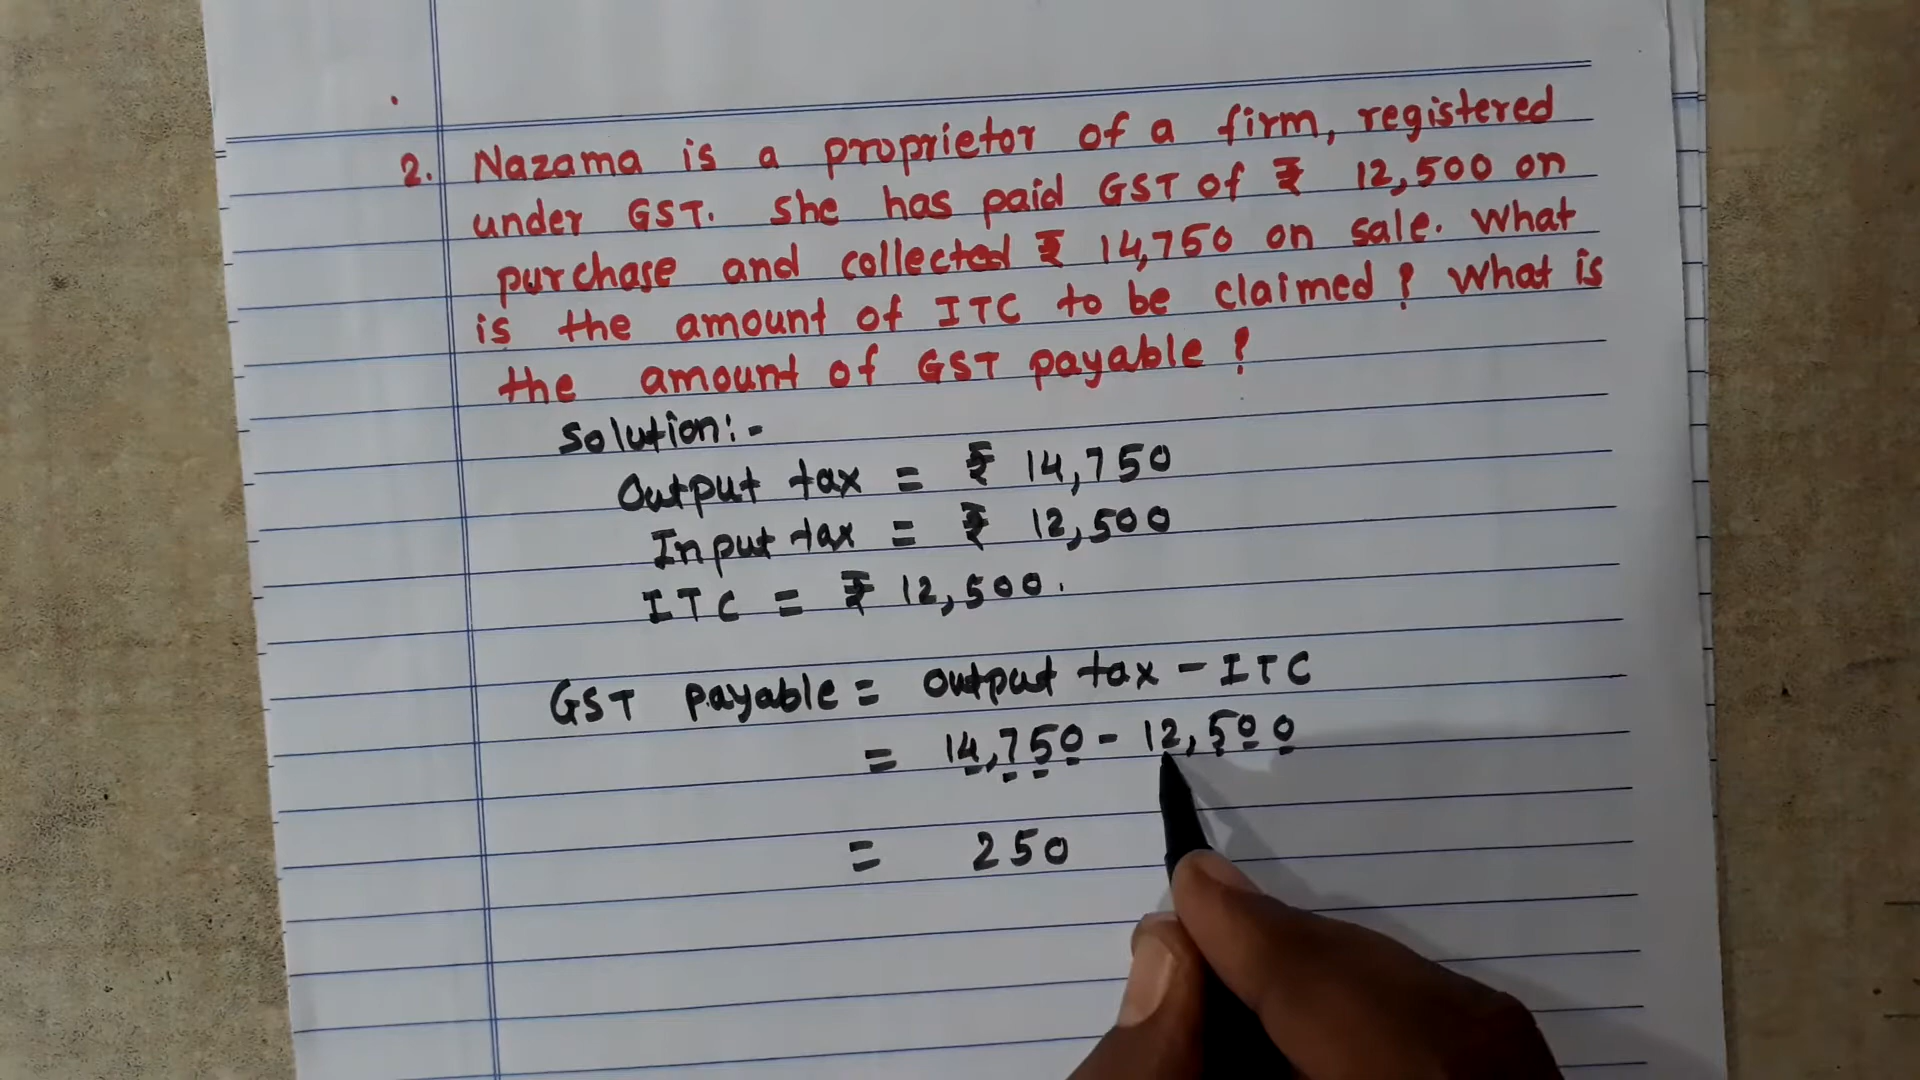 2. Nazama is a proprietor of a firm, registered
under GST. She has paid GST of ₹ 12,500 on
purchase and collected ₹ 14,750 on sale. What
is the amount of ITC to be claimed? What is
the amount of GST payable?
Solution:-
Output tax = ₹ 14,750
Input tax = ₹ 12,500
ITC = ₹ 12,500.
GST payable = Output tax - ITC
= 14,750 - 12,500
= 250